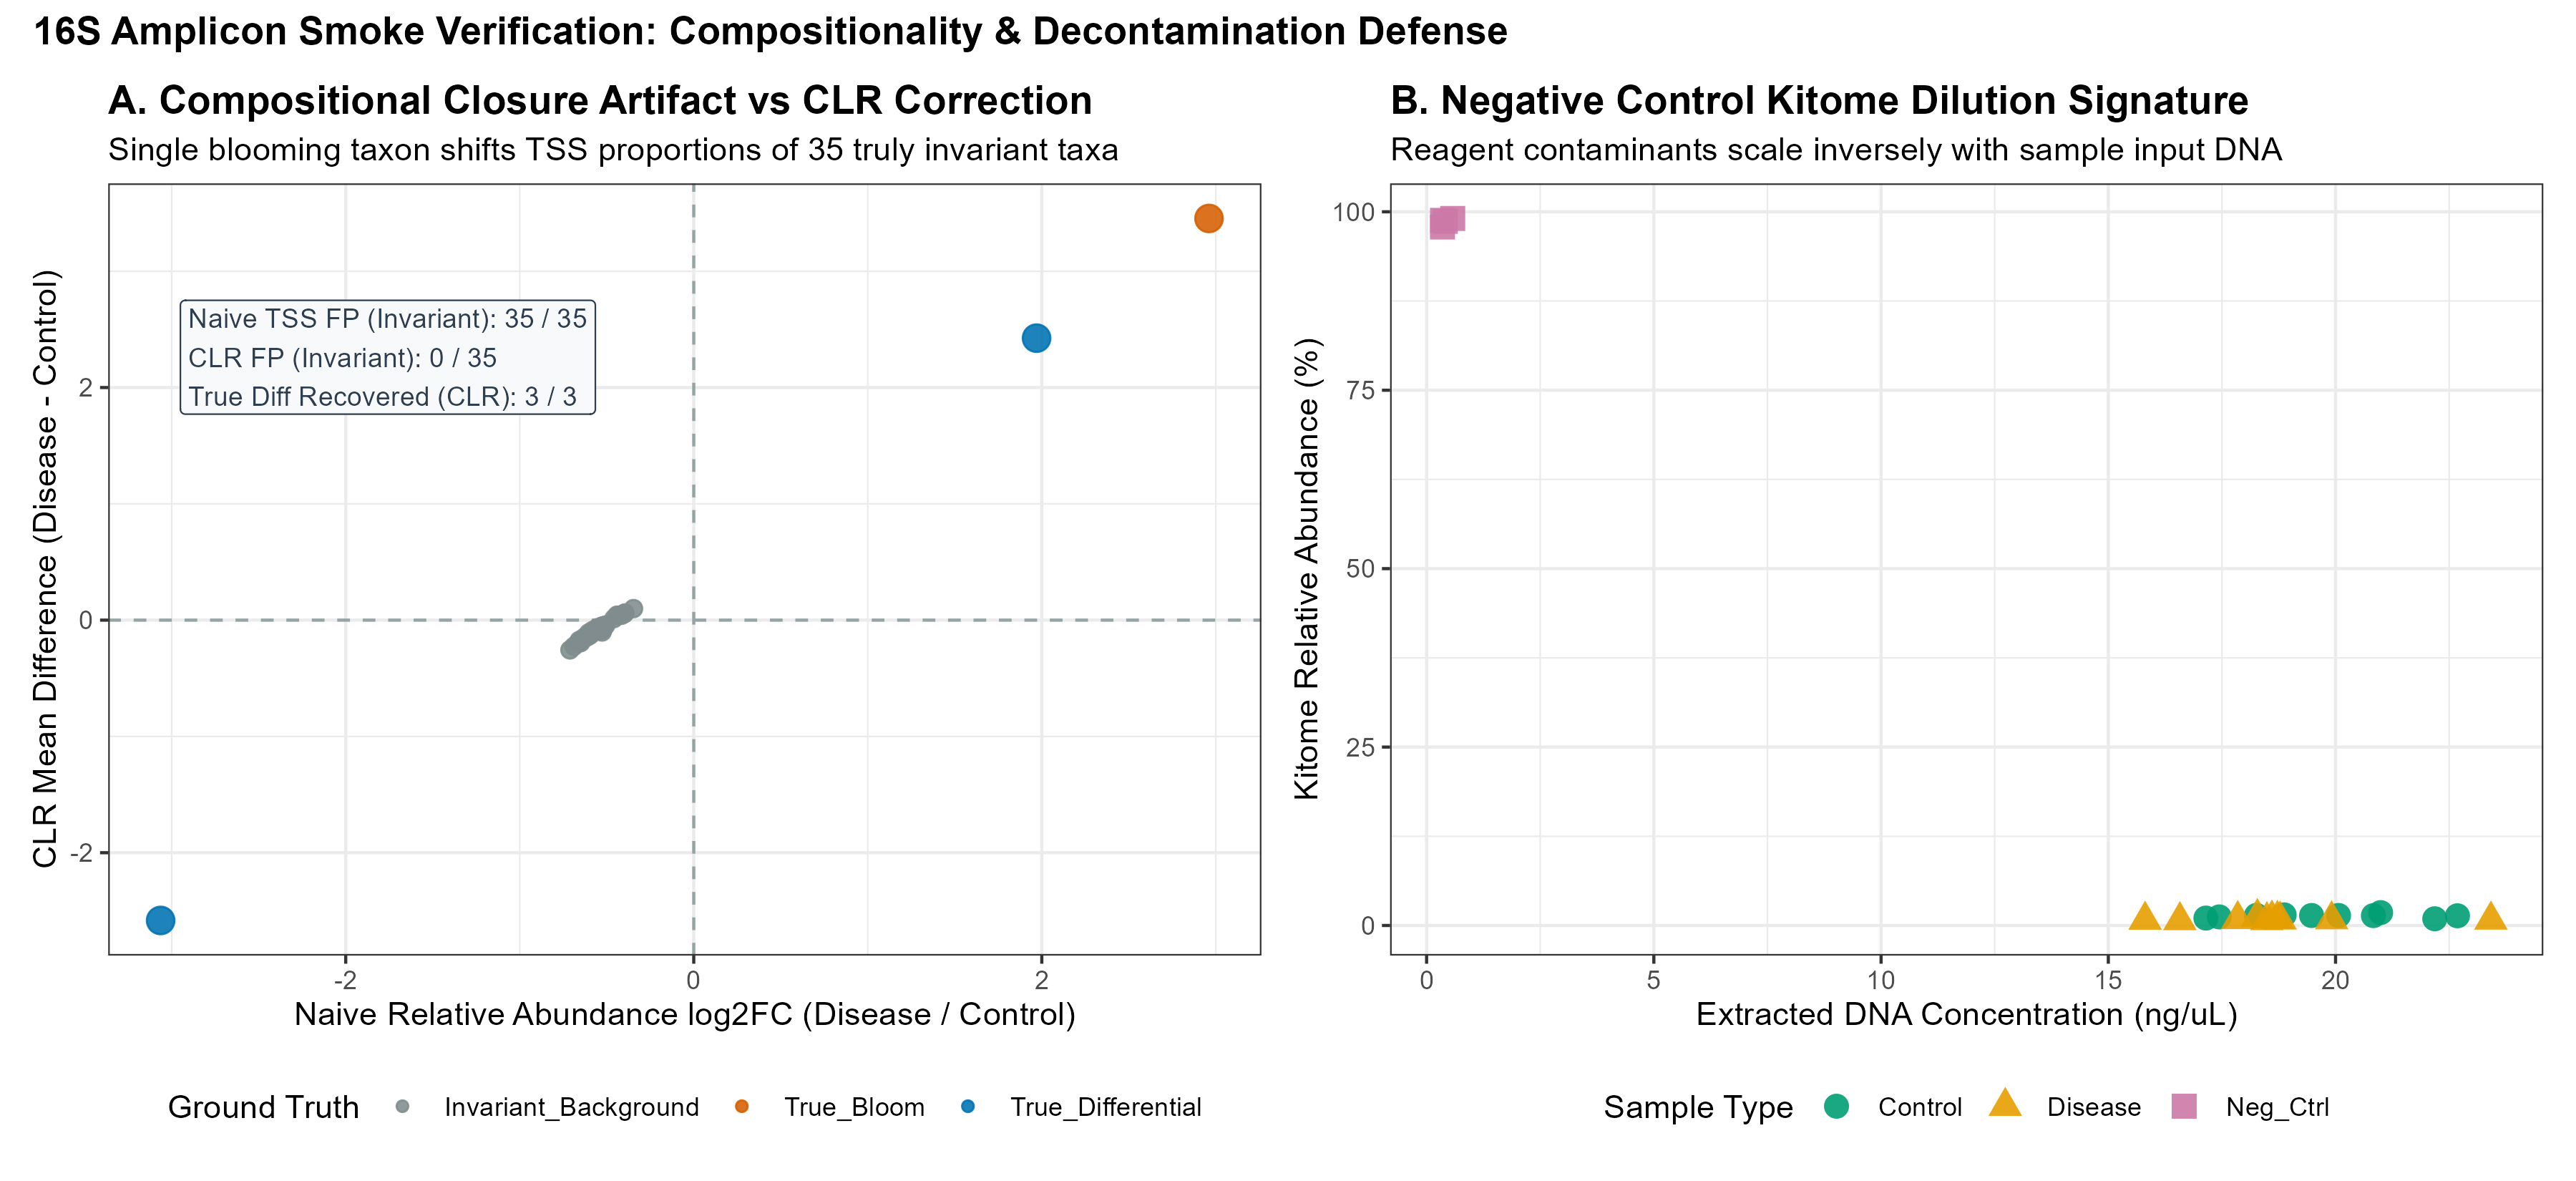 16S Amplicon Smoke Verification: Compositionality & Decontamination Defense
A. Compositional Closure Artifact vs CLR Correction
Single blooming taxon shifts TSS proportions of 35 truly invariant taxa
CLR Mean Difference (Disease - Control)
2
0
-2
Naive TSS FP (Invariant): 35 / 35
CLR FP (Invariant): 0 / 35
True Diff Recovered (CLR): 3 / 3
-2 0 2
Naive Relative Abundance log2FC (Disease / Control)
Ground Truth Invariant_Background True_Bloom True_Differential
B. Negative Control Kitome Dilution Signature
Reagent contaminants scale inversely with sample input DNA
Kitome Relative Abundance (%)
100
75
50
25
0
0 5 10 15 20
Extracted DNA Concentration (ng/uL)
Sample Type Control Disease Neg_Ctrl